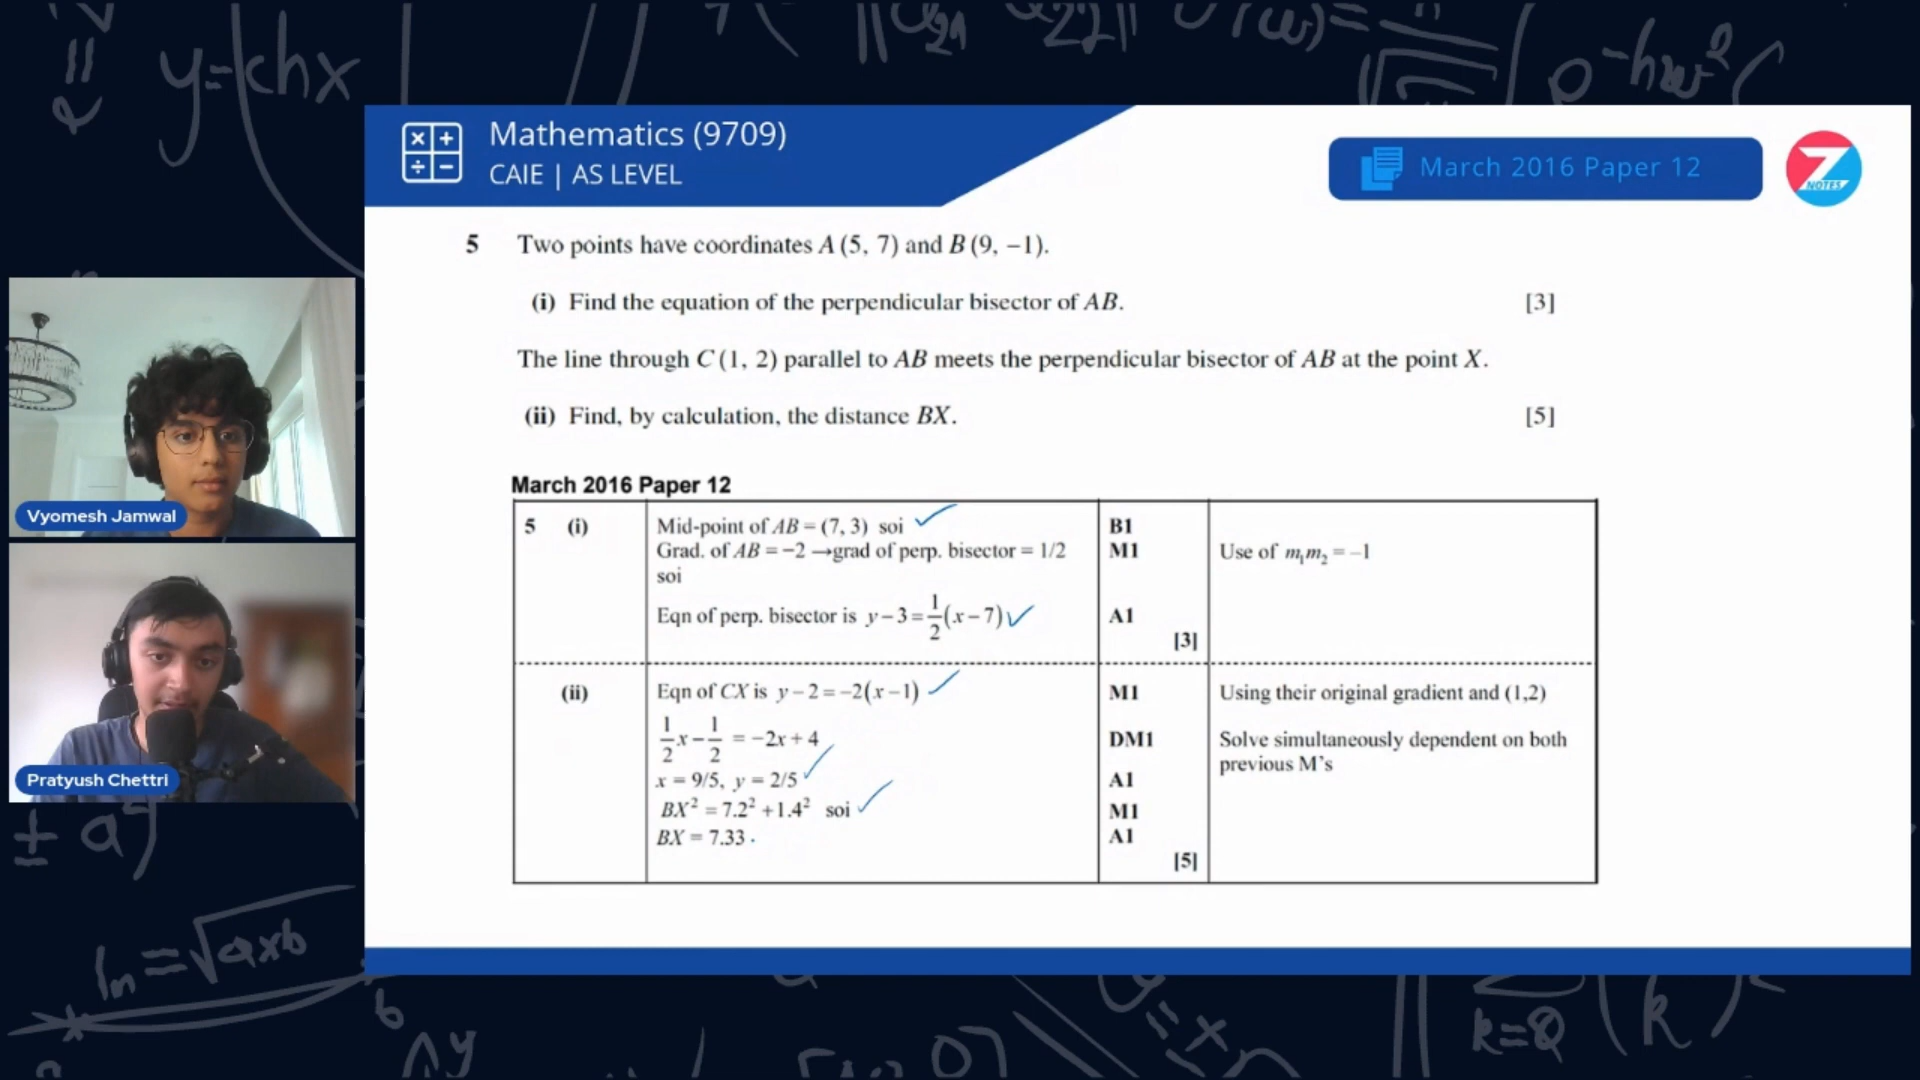 y=chx
Mathematics (9709)
CAIE | AS LEVEL
March 2016 Paper 12
Z
NOTES
5 Two points have coordinates A (5, 7) and B (9, −1).
(i) Find the equation of the perpendicular bisector of AB. [3]
The line through C (1, 2) parallel to AB meets the perpendicular bisector of AB at the point X.
(ii) Find, by calculation, the distance BX. [5]
March 2016 Paper 12
5 (i) Mid-point of AB = (7, 3) soi B1
Grad. of AB = −2 →grad of perp. bisector = 1/2 M1 Use of m₁m₂ = −1
soi
Eqn of perp. bisector is y − 3 = 1/2 (x − 7) A1
[3]
(ii) Eqn of CX is y − 2 = −2(x − 1) M1 Using their original gradient and (1,2)
1/2 x − 1/2 = −2x + 4 DM1 Solve simultaneously dependent on both
previous M's
x = 9/5, y = 2/5 A1
BX² = 7.2² + 1.4² soi M1
BX = 7.33 A1
[5]
Vyomesh Jamwal
Pratyush Chettri
ln=√axb